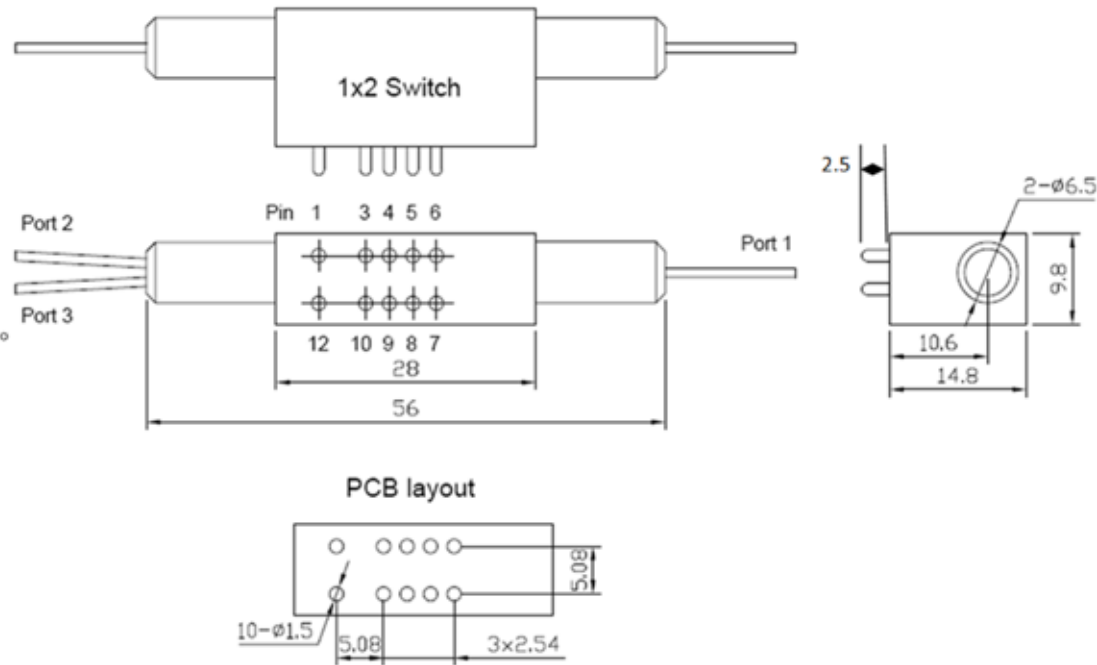 1x2 Switch
2.5
2-ø6.5
Pin 1 3 4 5 6
Port 2
Port 1
9.8
Port 3
°
12 10 9 8 7
10.6
28
14.8
56
PCB layout
5.08
10-ø1.5
5.08
3×2.54